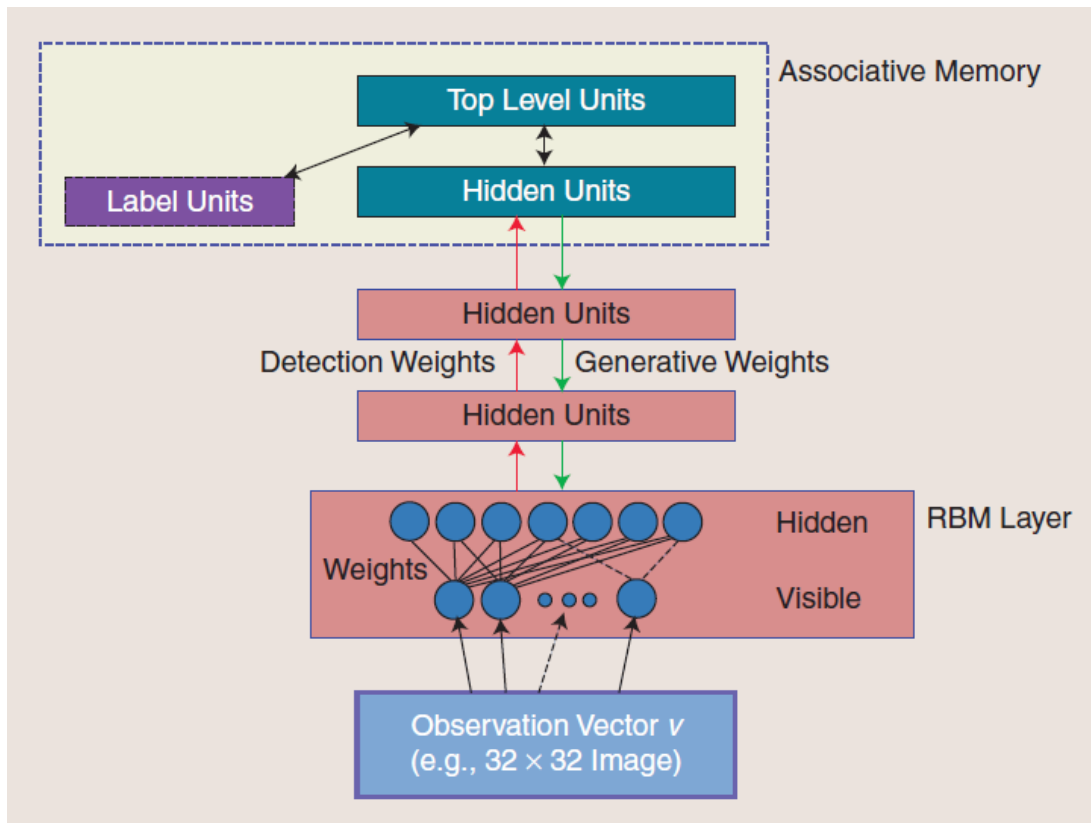 Associative Memory
Top Level Units
Label Units
Hidden Units
Hidden Units
Detection Weights
Generative Weights
Hidden Units
RBM Layer
Hidden
Weights
Visible
Observation Vector v
(e.g., 32 × 32 Image)